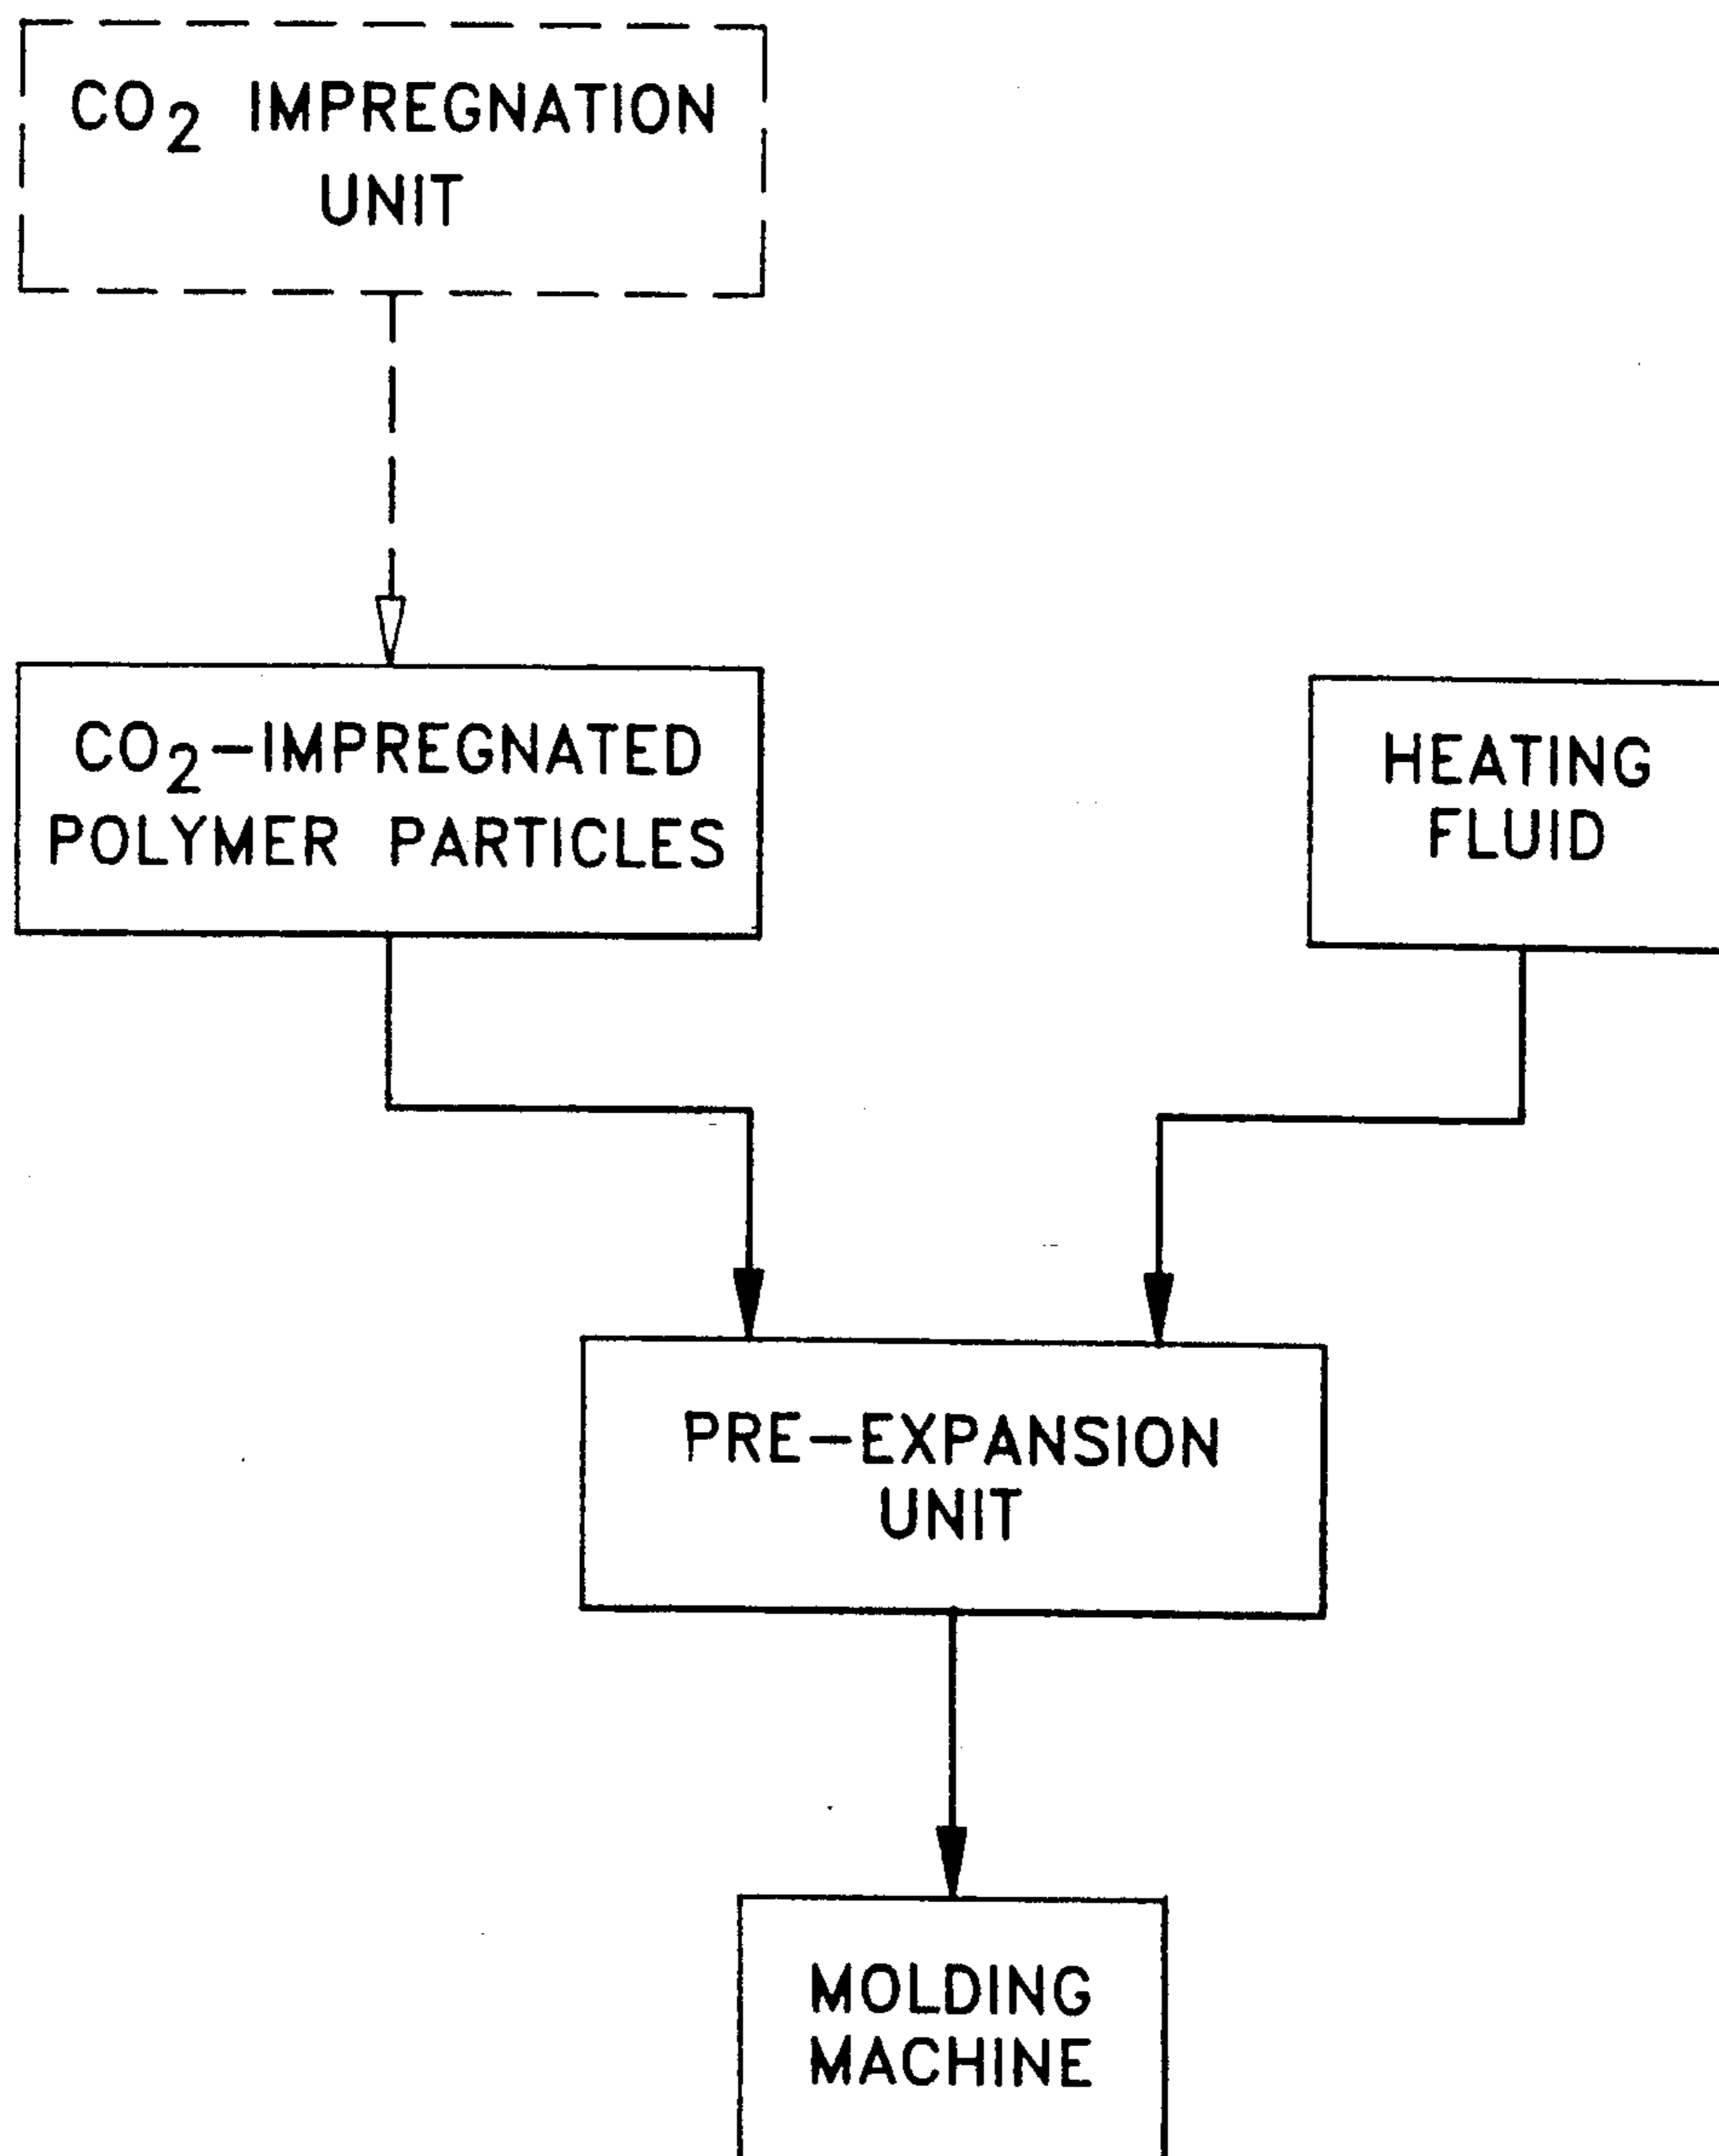 CO₂ IMPREGNATION
UNIT
CO₂-IMPREGNATED
POLYMER PARTICLES
HEATING
FLUID
PRE-EXPANSION
UNIT
MOLDING
MACHINE